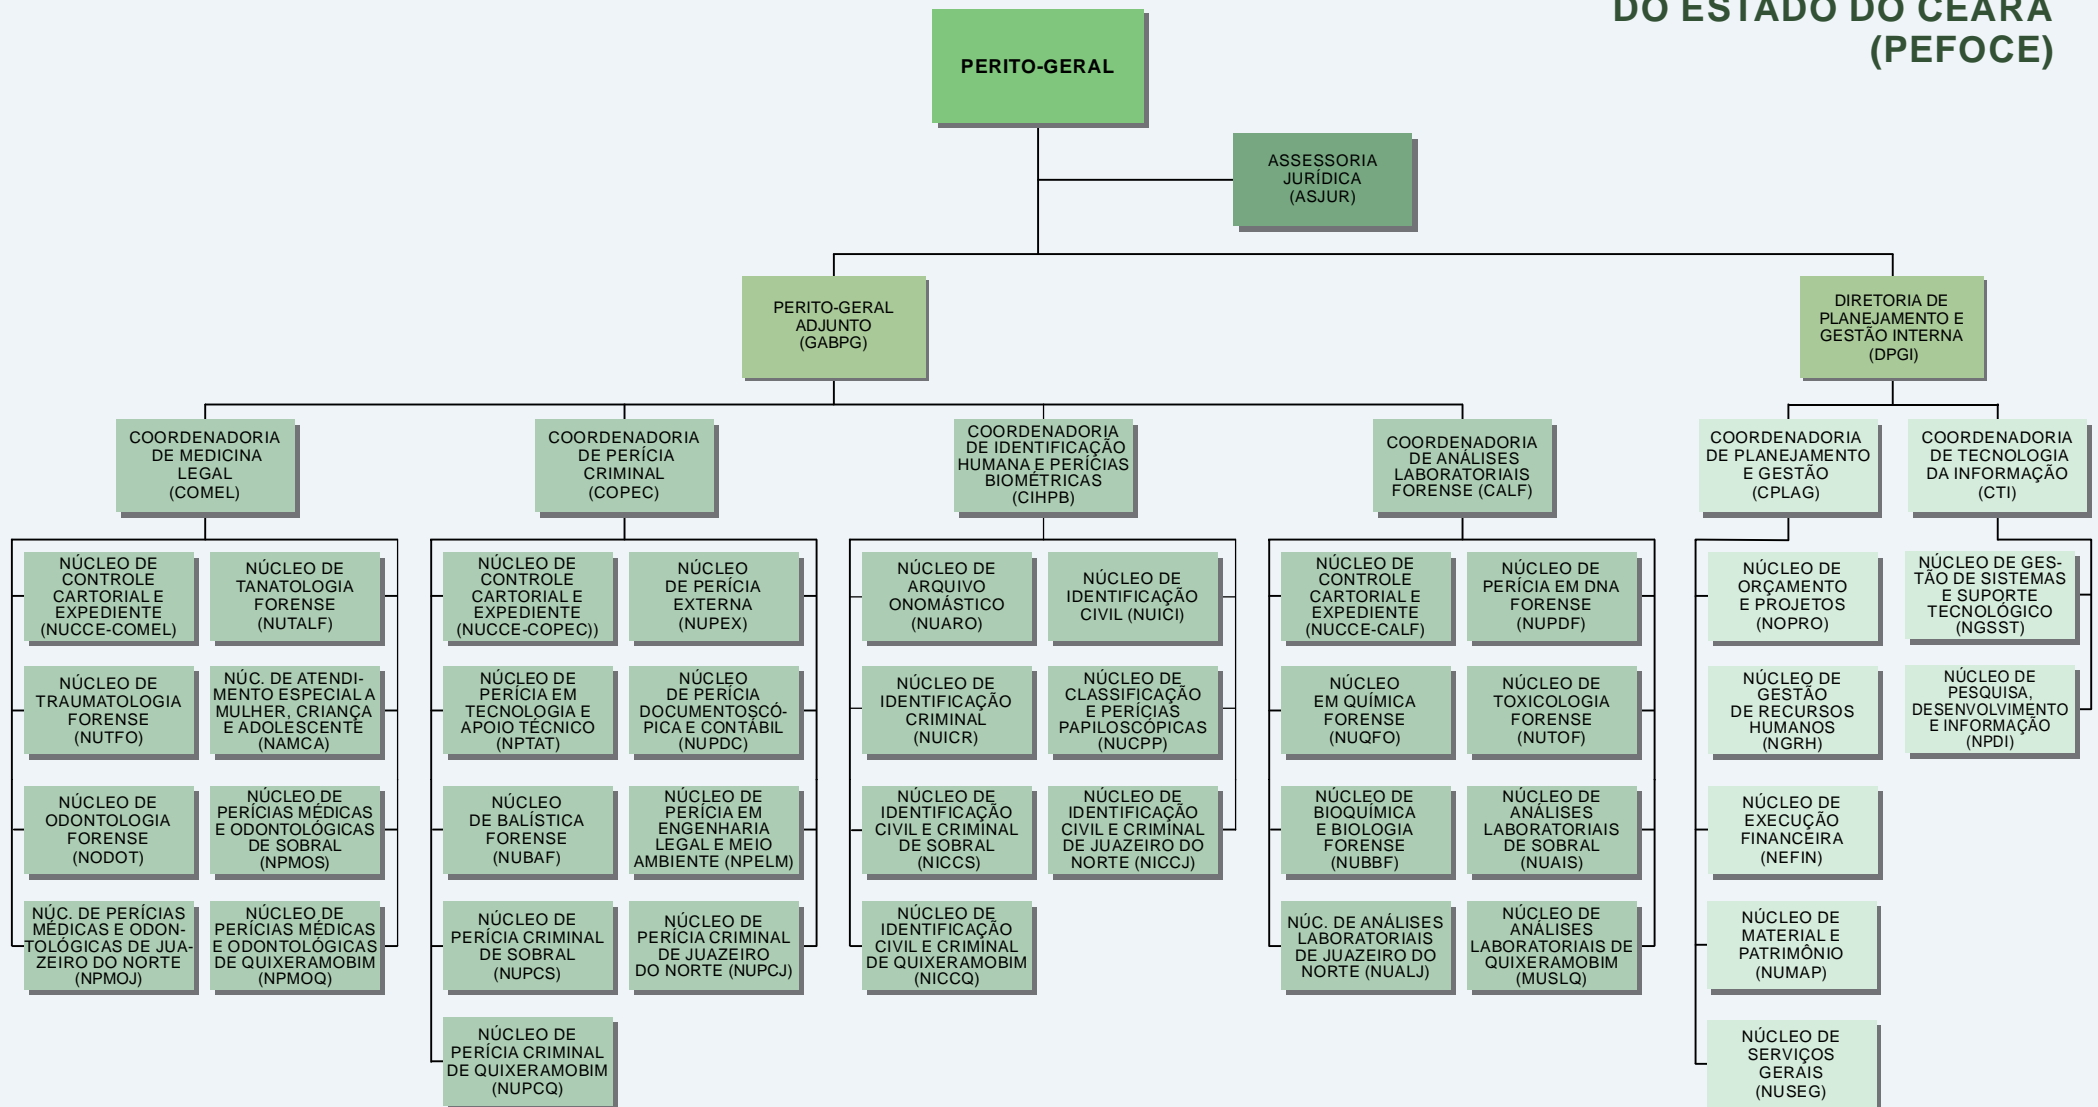 DO ESTADO DO CEARÁ
(PEFOCE)
PERITO-GERAL
ASSESSORIA
JURÍDICA
(ASJUR)
PERITO-GERAL
ADJUNTO
(GABPG)
DIRETORIA DE
PLANEJAMENTO E
GESTÃO INTERNA
(DPGI)
COORDENADORIA
DE MEDICINA
LEGAL
(COMEL)
COORDENADORIA
DE PERÍCIA
CRIMINAL
(COPEC)
COORDENADORIA
DE IDENTIFICAÇÃO
HUMANA E PERÍCIAS
BIOMÉTRICAS
(CIHPB)
COORDENADORIA
DE ANÁLISES
LABORATORIAIS
FORENSE (CALF)
COORDENADORIA
DE PLANEJAMENTO
E GESTÃO
(CPLAG)
COORDENADORIA
DE TECNOLOGIA
DA INFORMAÇÃO
(CTI)
NÚCLEO DE
CONTROLE
CARTORIAL E
EXPEDIENTE
(NUCCE-COMEL)
NÚCLEO DE
TANATOLOGIA
FORENSE
(NUTALF)
NÚCLEO DE
CONTROLE
CARTORIAL E
EXPEDIENTE
(NUCCE-COPEC))
NÚCLEO
DE PERÍCIA
EXTERNA
(NUPEX)
NÚCLEO DE
ARQUIVO
ONOMÁSTICO
(NUARO)
NÚCLEO DE
IDENTIFICAÇÃO
CIVIL (NUICI)
NÚCLEO DE
CONTROLE
CARTORIAL E
EXPEDIENTE
(NUCCE-CALF)
NÚCLEO DE
PERÍCIA EM DNA
FORENSE
(NUPDF)
NÚCLEO DE
ORÇAMENTO
E PROJETOS
(NOPRO)
NÚCLEO DE GES-
TÃO DE SISTEMAS
E SUPORTE
TECNOLÓGICO
(NGSST)
NÚCLEO DE
TRAUMATOLOGIA
FORENSE
(NUTFO)
NÚC. DE ATENDI-
MENTO ESPECIAL A
MULHER, CRIANÇA
E ADOLESCENTE
(NAMCA)
NÚCLEO DE
PERÍCIA EM
TECNOLOGIA E
APOIO TÉCNICO
(NPTAT)
NÚCLEO
DE PERÍCIA
DOCUMENTOSCÓ-
PICA E CONTÁBIL
(NUPDC)
NÚCLEO DE
IDENTIFICAÇÃO
CRIMINAL
(NUICR)
NÚCLEO DE
CLASSIFICAÇÃO
E PERÍCIAS
PAPILOSCÓPICAS
(NUCPP)
NÚCLEO
EM QUÍMICA
FORENSE
(NUQFO)
NÚCLEO DE
TOXICOLOGIA
FORENSE
(NUTOF)
NÚCLEO DE
GESTÃO
DE RECURSOS
HUMANOS
(NGRH)
NÚCLEO DE
PESQUISA,
DESENVOLVIMENTO
E INFORMAÇÃO
(NPDI)
NÚCLEO DE
ODONTOLOGIA
FORENSE
(NODOT)
NÚCLEO DE
PERÍCIAS MÉDICAS
E ODONTOLÓGICAS
DE SOBRAL
(NPMOS)
NÚCLEO
DE BALÍSTICA
FORENSE
(NUBAF)
NÚCLEO DE
PERÍCIA EM
ENGENHARIA
LEGAL E MEIO
AMBIENTE (NPELM)
NÚCLEO DE
IDENTIFICAÇÃO
CIVIL E CRIMINAL
DE SOBRAL
(NICCS)
NÚCLEO DE
IDENTIFICAÇÃO
CIVIL E CRIMINAL
DE JUAZEIRO DO
NORTE (NICCJ)
NÚCLEO DE
BIOQUÍMICA
E BIOLOGIA
FORENSE
(NUBBF)
NÚCLEO DE
ANÁLISES
LABORATORIAIS
DE SOBRAL
(NUAIS)
NÚCLEO DE
EXECUÇÃO
FINANCEIRA
(NEFIN)
NÚC. DE PERÍCIAS
MÉDICAS E ODON-
TOLÓGICAS DE JUA-
ZEIRO DO NORTE
(NPMOJ)
NÚCLEO DE
PERÍCIAS MÉDICAS
E ODONTOLÓGICAS
DE QUIXERAMOBIM
(NPMOQ)
NÚCLEO DE
PERÍCIA CRIMINAL
DE SOBRAL
(NUPCS)
NÚCLEO DE
PERÍCIA CRIMINAL
DE JUAZEIRO
DO NORTE (NUPCJ)
NÚCLEO DE
IDENTIFICAÇÃO
CIVIL E CRIMINAL
DE QUIXERAMOBIM
(NICCQ)
NÚC. DE ANÁLISES
LABORATORIAIS
DE JUAZEIRO DO
NORTE (NUALJ)
NÚCLEO DE
ANÁLISES
LABORATORIAIS DE
QUIXERAMOBIM
(MUSLQ)
NÚCLEO DE
MATERIAL E
PATRIMÔNIO
(NUMAP)
NÚCLEO DE
PERÍCIA CRIMINAL
DE QUIXERAMOBIM
(NUPCQ)
NÚCLEO DE
SERVIÇOS
GERAIS
(NUSEG)